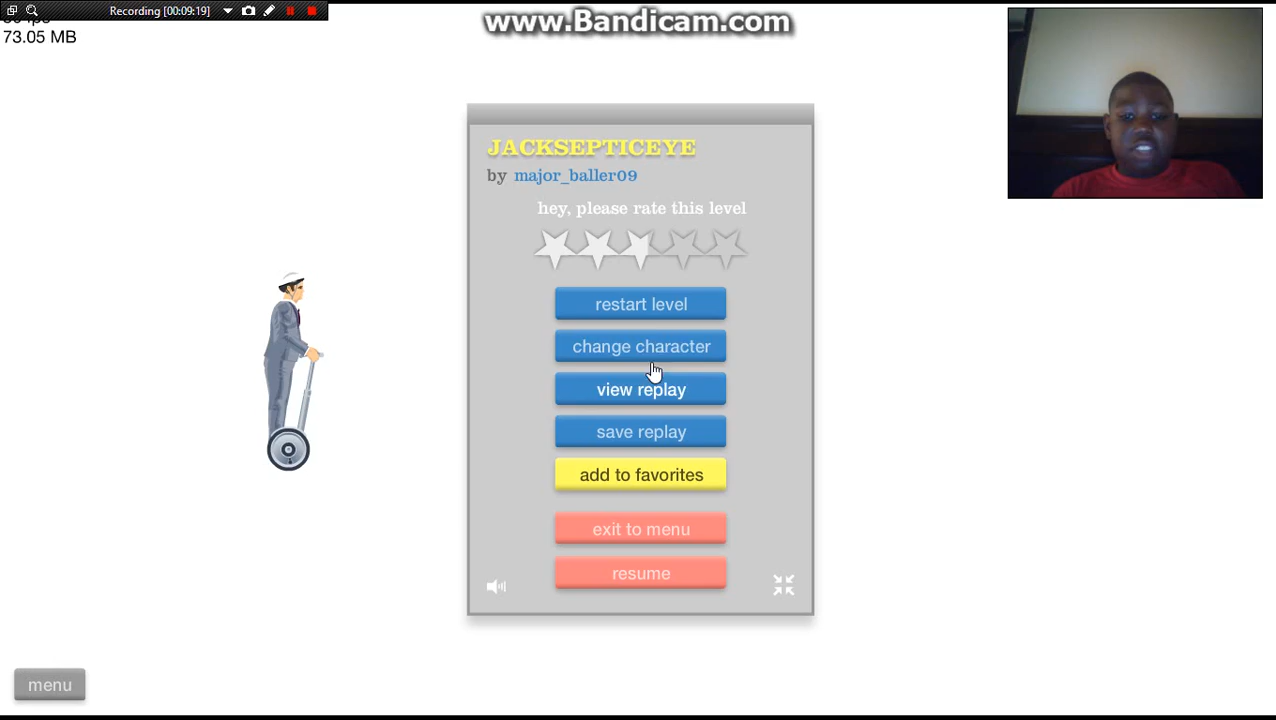 Recording [00:09:19]
73.05 MB
www.Bandicam.com
JACKSEPTICEYE
by major_baller09
hey, please rate this level
restart level
change character
view replay
save replay
add to favorites
exit to menu
resume
menu